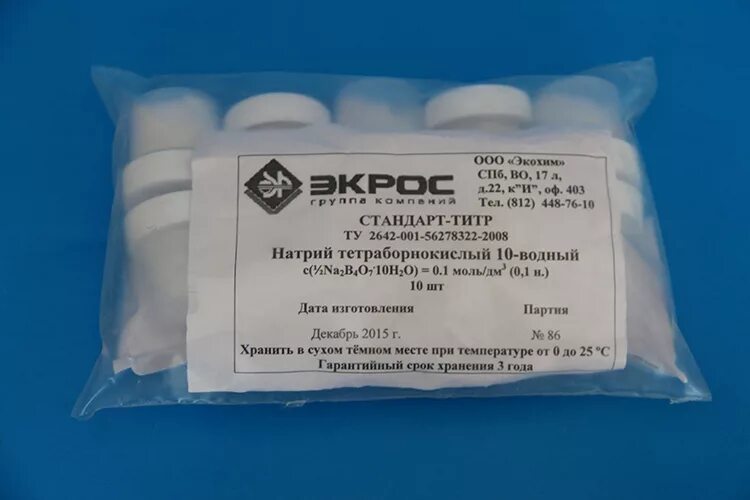 ЭКРОС
группа компаний
ООО «Экохим»
СПб, ВО, 17 л,
д.22, к"И", оф. 403
Тел. (812) 448-76-10
СТАНДАРТ-ТИТР
ТУ 2642-001-56278322-2008
Натрий тетраборнокислый 10-водный
c(½Na₂B₄O₇·10H₂O) = 0.1 моль/дм³ (0,1 н.)
10 шт
Дата изготовления Партия
Декабрь 2015 г. № 86
Хранить в сухом тёмном месте при температуре от 0 до 25 ºС
Гарантийный срок хранения 3 года